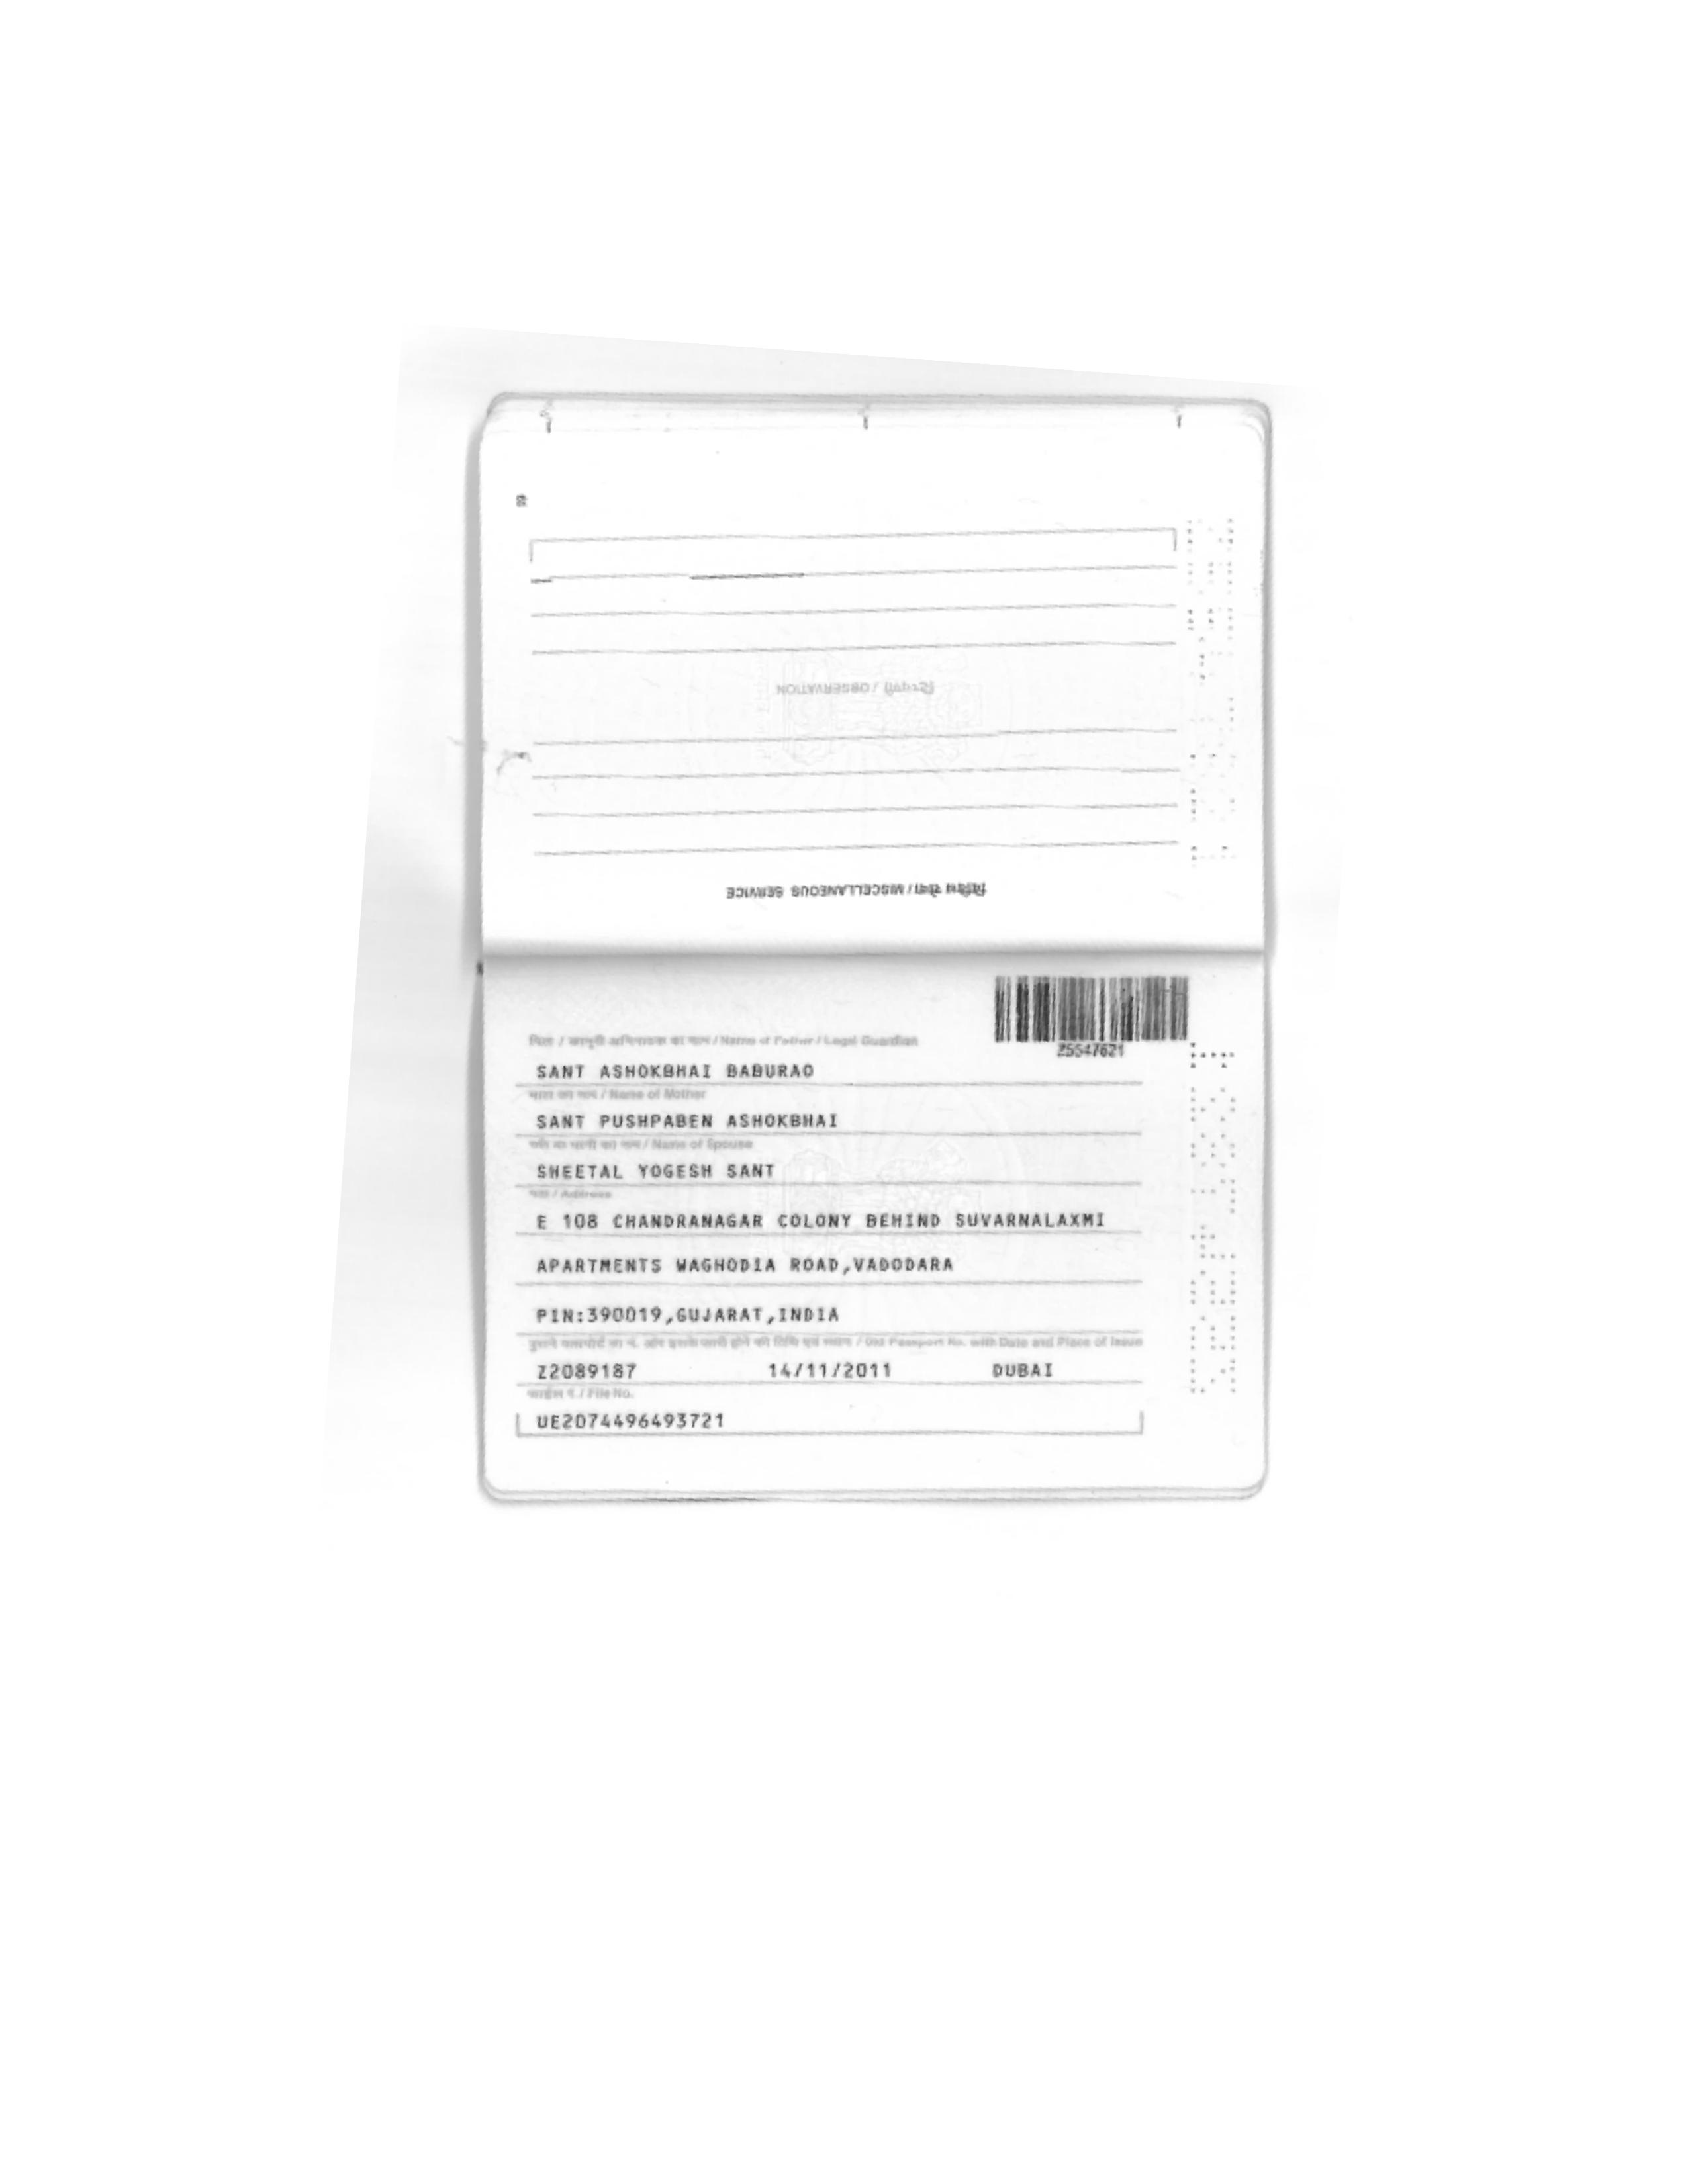 विविध सेवा / MISCELLANEOUS SERVICE
टिप्पणी / OBSERVATION
Z5547621
पिता / कानूनी अभिभावक का नाम / Name of Father / Legal Guardian
SANT ASHOKBHAI BABURAO
माता का नाम / Name of Mother
SANT PUSHPABEN ASHOKBHAI
पति या पत्नी का नाम / Name of Spouse
SHEETAL YOGESH SANT
पता / Address
E 108 CHANDRANAGAR COLONY BEHIND SUVARNALAXMI
APARTMENTS WAGHODIA ROAD,VADODARA
PIN:390019,GUJARAT,INDIA
पुराने पासपोर्ट का नं. और इसके जारी होने की तिथि एवं स्थान / Old Passport No. with Date and Place of Issue
Z2089187 14/11/2011 DUBAI
फाईल नं. / File No.
UE2074496493721